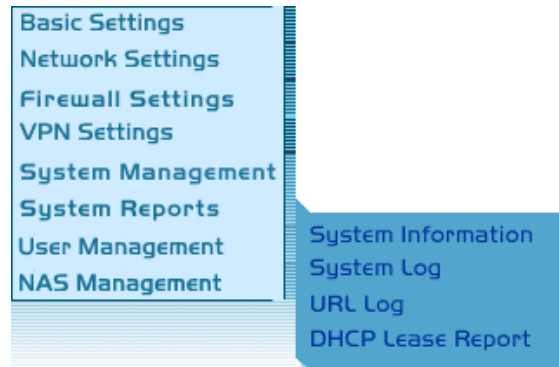 Basic Settings
Network Settings
Firewall Settings
VPN Settings
System Management
System Reports
User Management
NAS Management
System Information
System Log
URL Log
DHCP Lease Report